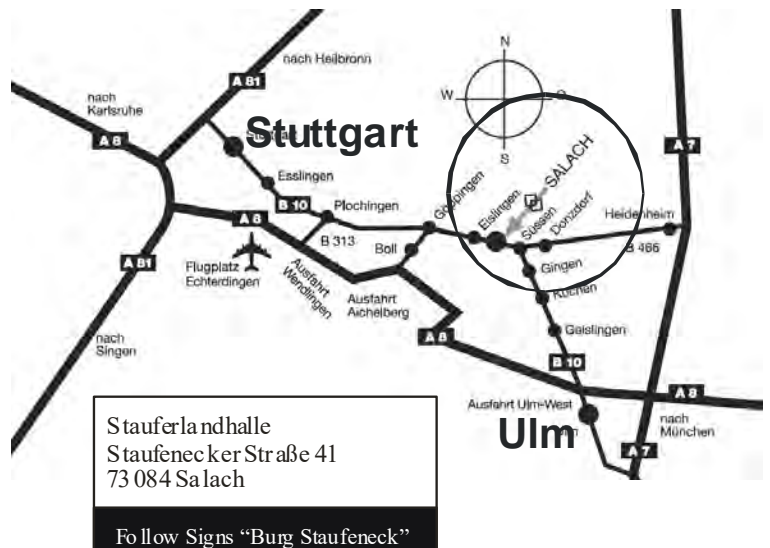 nach Heilbronn
A 81
nach
Karlsruhe
A 8
N
W
S
A 7
Stuttgart
Esslingen
B 10
Plochingen
Göppingen
Eislingen
SALACH
Süssen
Donzdorf
Heidenheim
B 466
A 8
B 313
Boll
Gingen
Kuchen
Flugplatz
Echterdingen
Ausfahrt
Wendlingen
Ausfahrt
Aichelberg
A 81
nach
Singen
A 8
Geislingen
B 10
A 8
Ausfahrt Ulm-West
Ulm
nach
München
A 7
Stauferlandhalle
Staufenecker Straße 41
73084 Salach
Follow Signs “Burg Staufeneck”